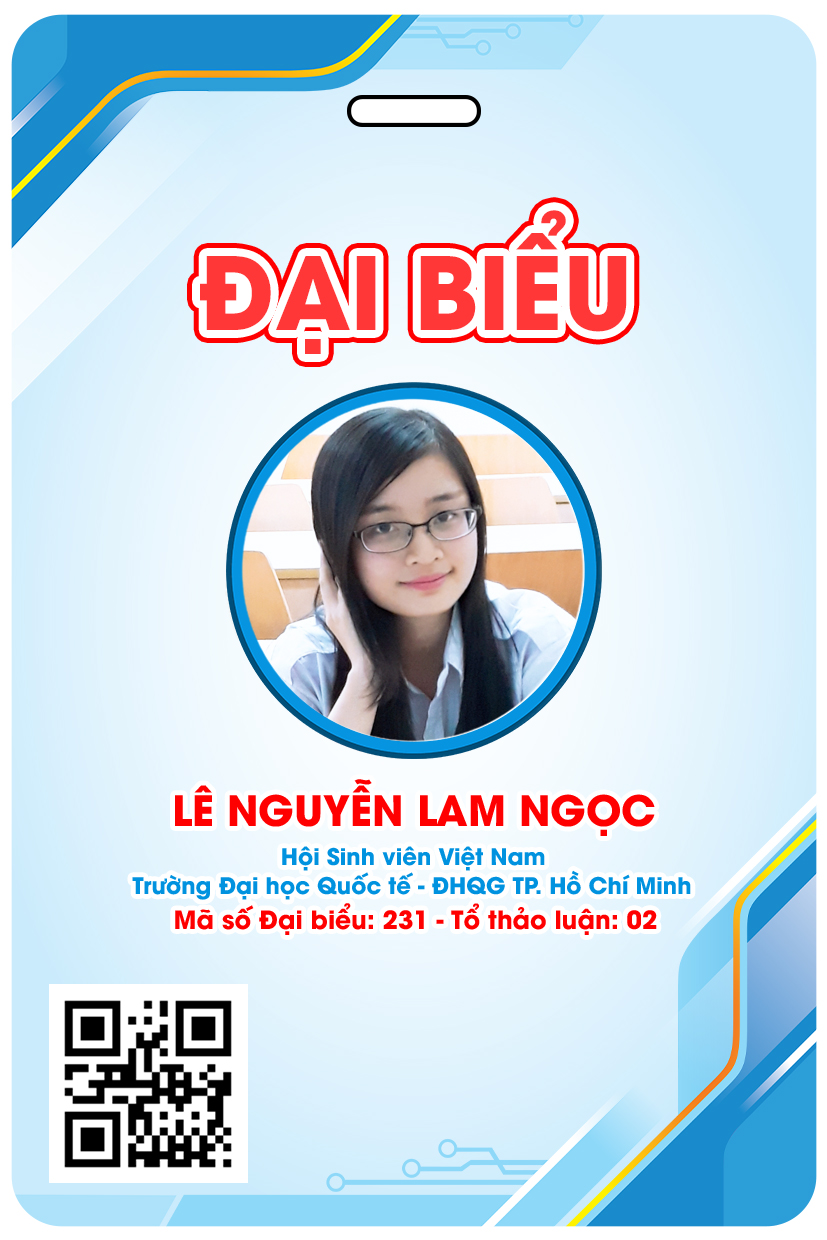 ĐẠI BIỂU
LÊ NGUYỄN LAM NGỌC
Hội Sinh viên Việt Nam
Trường Đại học Quốc tế - ĐHQG TP. Hồ Chí Minh
Mã số Đại biểu: 231 - Tổ thảo luận: 02